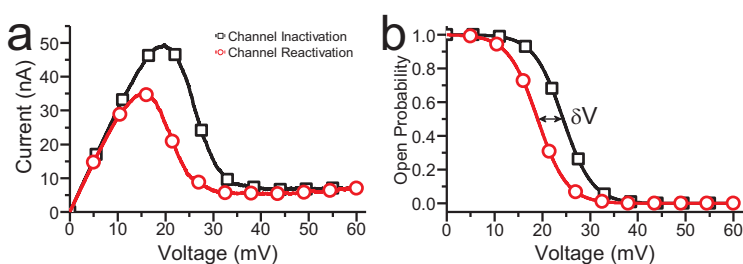 a
Channel Inactivation
Channel Reactivation
Current (nA)
50
40
30
20
10
0
0 10 20 30 40 50 60
Voltage (mV)
b
δV
Open Probability
1.0
0.8
0.6
0.4
0.2
0.0
0 10 20 30 40 50 60
Voltage (mV)